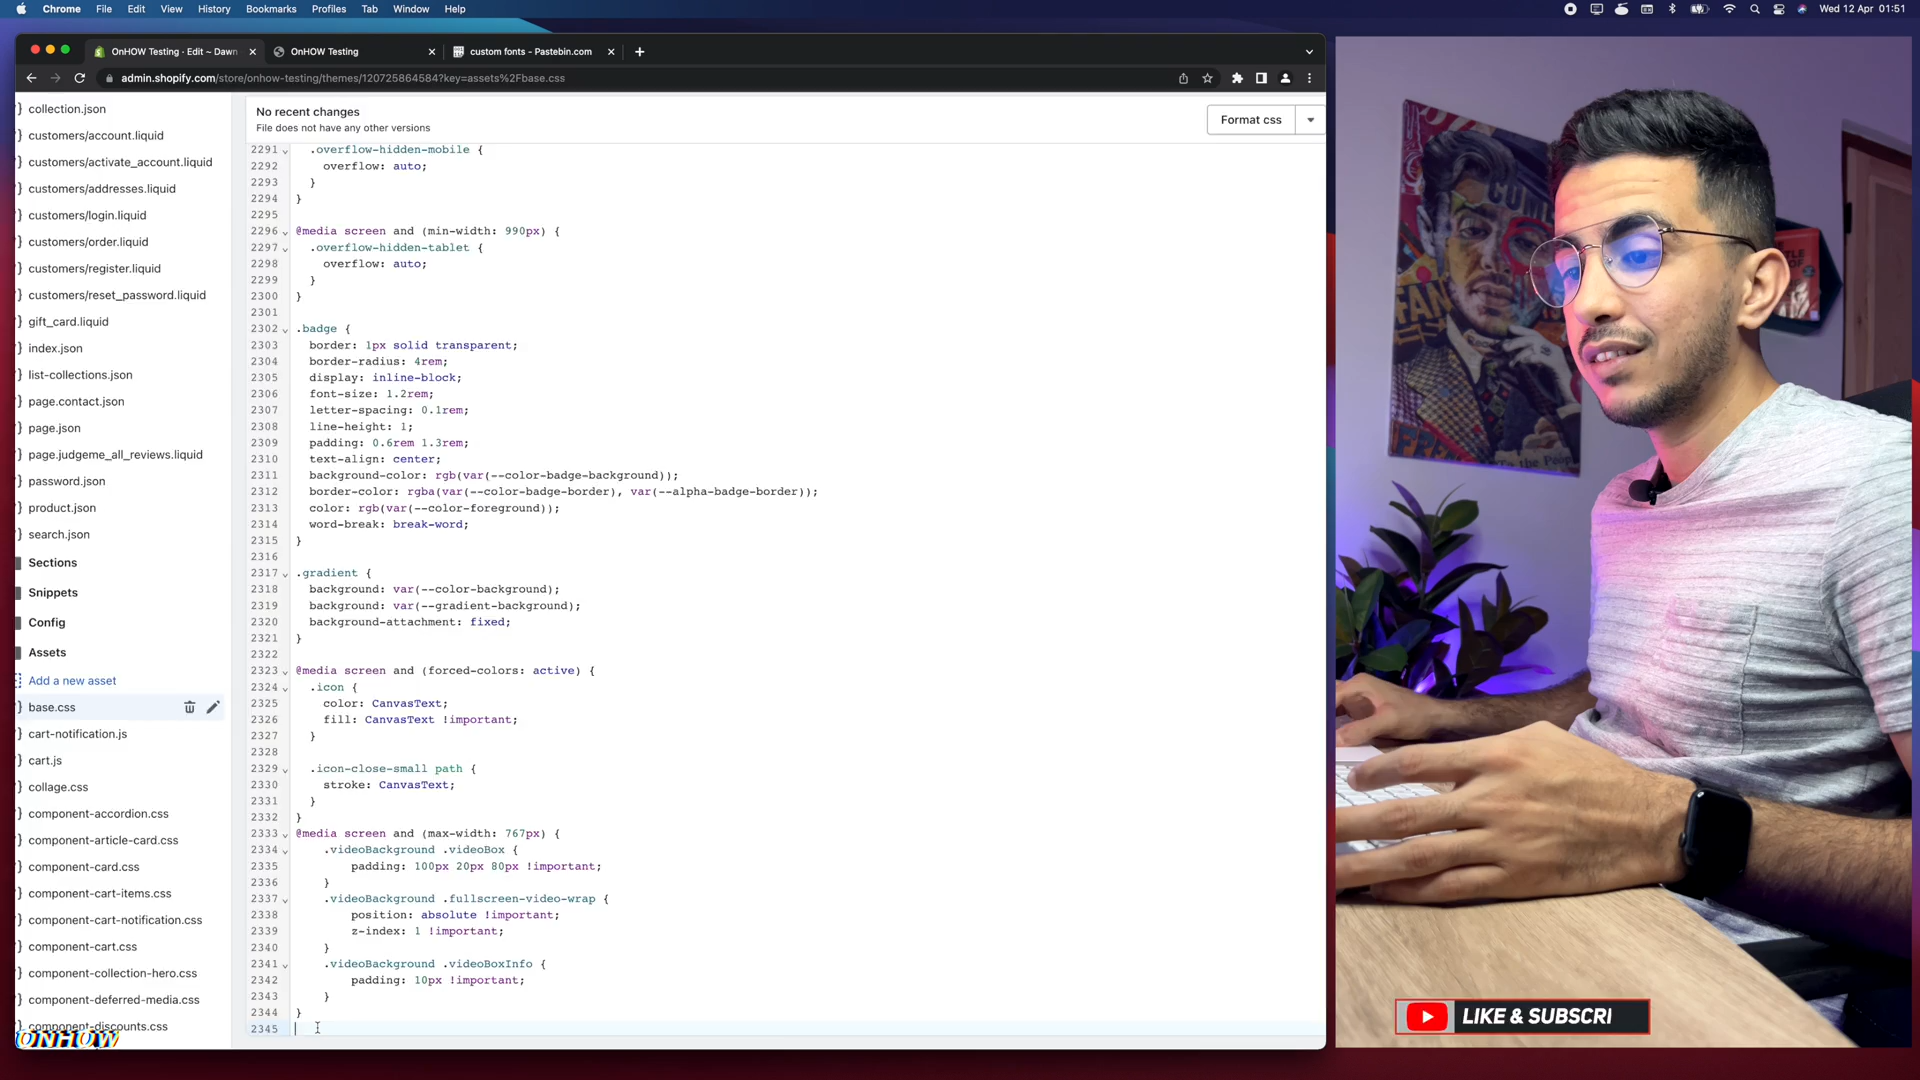 Chrome File Edit View History Bookmarks Profiles Tab Window Help
Wed 12 Apr 01:51
OnHOW Testing · Edit ~ Dawn
OnHOW Testing
custom fonts - Pastebin.com
admin.shopify.com/store/onhow-testing/themes/120725864584?key=assets%2Fbase.css
collection.json
customers/account.liquid
customers/activate_account.liquid
customers/addresses.liquid
customers/login.liquid
customers/order.liquid
customers/register.liquid
customers/reset_password.liquid
gift_card.liquid
index.json
list-collections.json
page.contact.json
page.json
page.judgeme_all_reviews.liquid
password.json
product.json
search.json
Sections
Snippets
Config
Assets
Add a new asset
base.css
cart-notification.js
cart.js
collage.css
component-accordion.css
component-article-card.css
component-card.css
component-cart-items.css
component-cart-notification.css
component-cart.css
component-collection-hero.css
component-deferred-media.css
component-discounts.css
ONHOW
No recent changes
File does not have any other versions
Format css
2291 .overflow-hidden-mobile {
2292 overflow: auto;
2293 }
2294 }
2295
2296 @media screen and (min-width: 990px) {
2297 .overflow-hidden-tablet {
2298 overflow: auto;
2299 }
2300 }
2301
2302 .badge {
2303 border: 1px solid transparent;
2304 border-radius: 4rem;
2305 display: inline-block;
2306 font-size: 1.2rem;
2307 letter-spacing: 0.1rem;
2308 line-height: 1;
2309 padding: 0.6rem 1.3rem;
2310 text-align: center;
2311 background-color: rgb(var(--color-badge-background));
2312 border-color: rgba(var(--color-badge-border), var(--alpha-badge-border));
2313 color: rgb(var(--color-foreground));
2314 word-break: break-word;
2315 }
2316
2317 .gradient {
2318 background: var(--color-background);
2319 background: var(--gradient-background);
2320 background-attachment: fixed;
2321 }
2322
2323 @media screen and (forced-colors: active) {
2324 .icon {
2325 color: CanvasText;
2326 fill: CanvasText !important;
2327 }
2328
2329 .icon-close-small path {
2330 stroke: CanvasText;
2331 }
2332 }
2333 @media screen and (max-width: 767px) {
2334 .videoBackground .videoBox {
2335 padding: 100px 20px 80px !important;
2336 }
2337 .videoBackground .fullscreen-video-wrap {
2338 position: absolute !important;
2339 z-index: 1 !important;
2340 }
2341 .videoBackground .videoBoxInfo {
2342 padding: 10px !important;
2343 }
2344 }
2345
LIKE & SUBSCRI